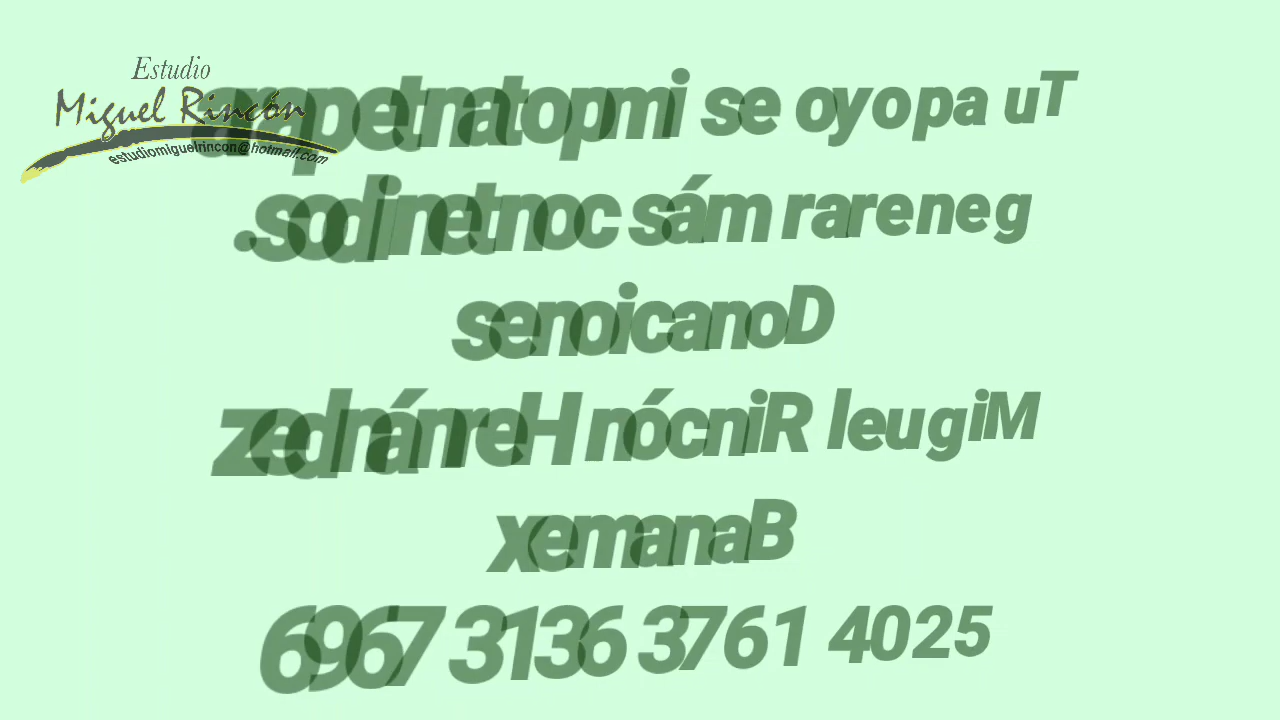 Estudio
Miguel Rincón
estudiomiguelrincon@hotmail.com
arapetnatopmi se oyopa uT
.sodinetnoc sám rareneg
senoicanoD
zednánreH nócniR leugiM
xemanaB
6967 3136 3761 4025